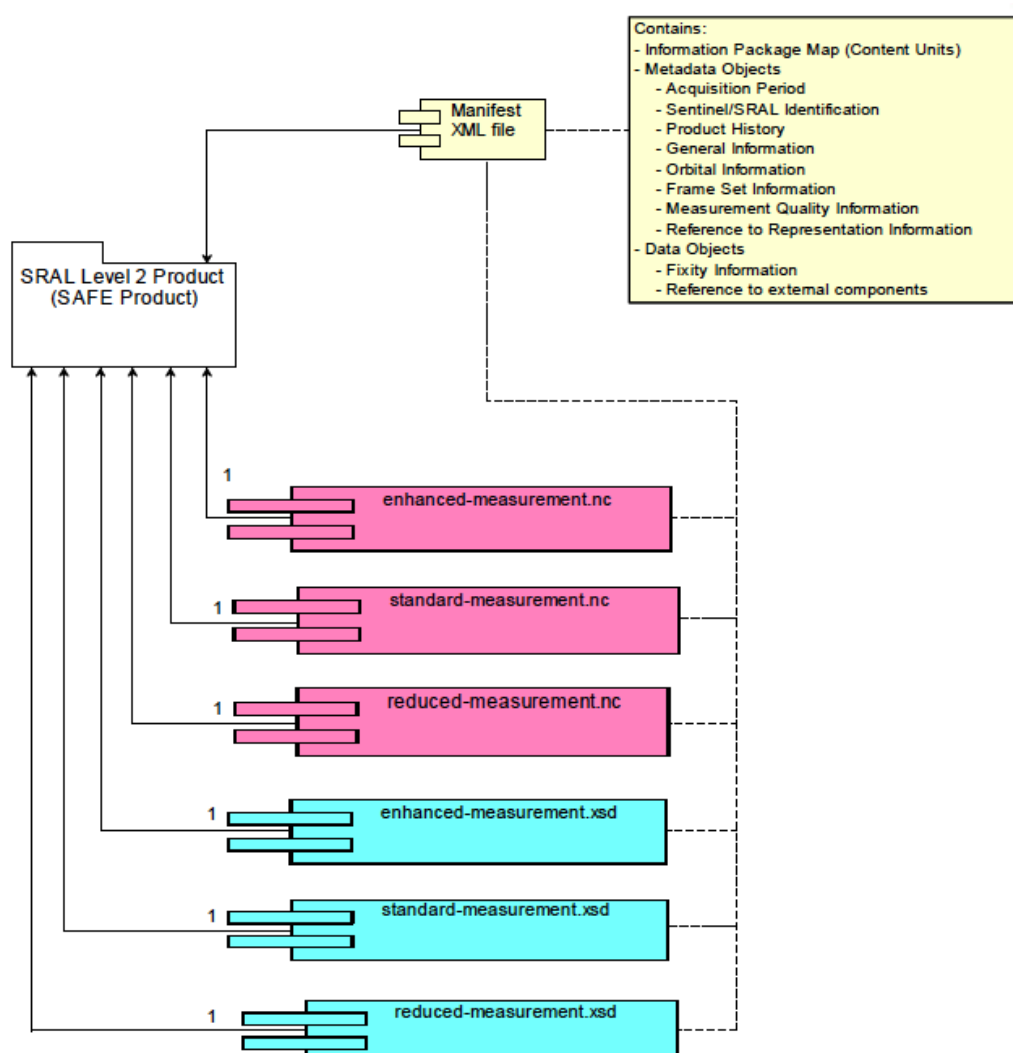 Contains:
- Information Package Map (Content Units)
- Metadata Objects
- Acquisition Period
- Sentinel/SRAL Identification
- Product History
- General Information
- Orbital Information
- Frame Set Information
- Measurement Quality Information
- Reference to Representation Information
- Data Objects
- Fixity Information
- Reference to external components
Manifest
XML file
SRAL Level 2 Product
(SAFE Product)
1
enhanced-measurement.nc
1
standard-measurement.nc
1
reduced-measurement.nc
1
enhanced-measurement.xsd
1
standard-measurement.xsd
1
reduced-measurement.xsd